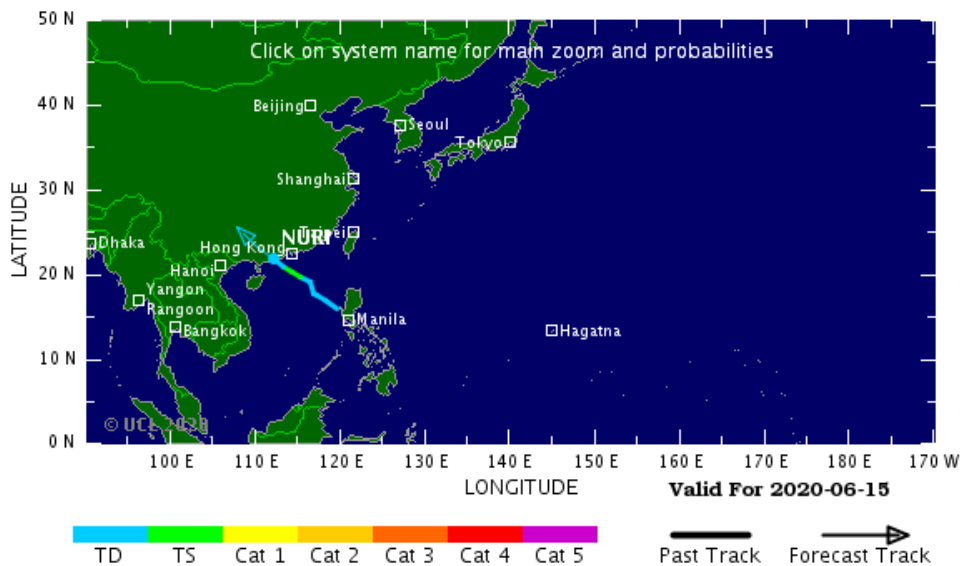 50 N
Click on system name for main zoom and probabilities
40 N
Beijing
Seoul
Tokyo
30 N
Shanghai
LATITUDE
Taipei
NURI
Dhaka
Hong Kong
Hanoi
20 N
Yangon
Rangoon
Manila
Bangkok
Hagatna
10 N
© UCL 2020
0 N
100 E 110 E 120 E 130 E 140 E 150 E 160 E 170 E 180 E 170 W
LONGITUDE
Valid For 2020-06-15
TD TS Cat 1 Cat 2 Cat 3 Cat 4 Cat 5 Past Track Forecast Track